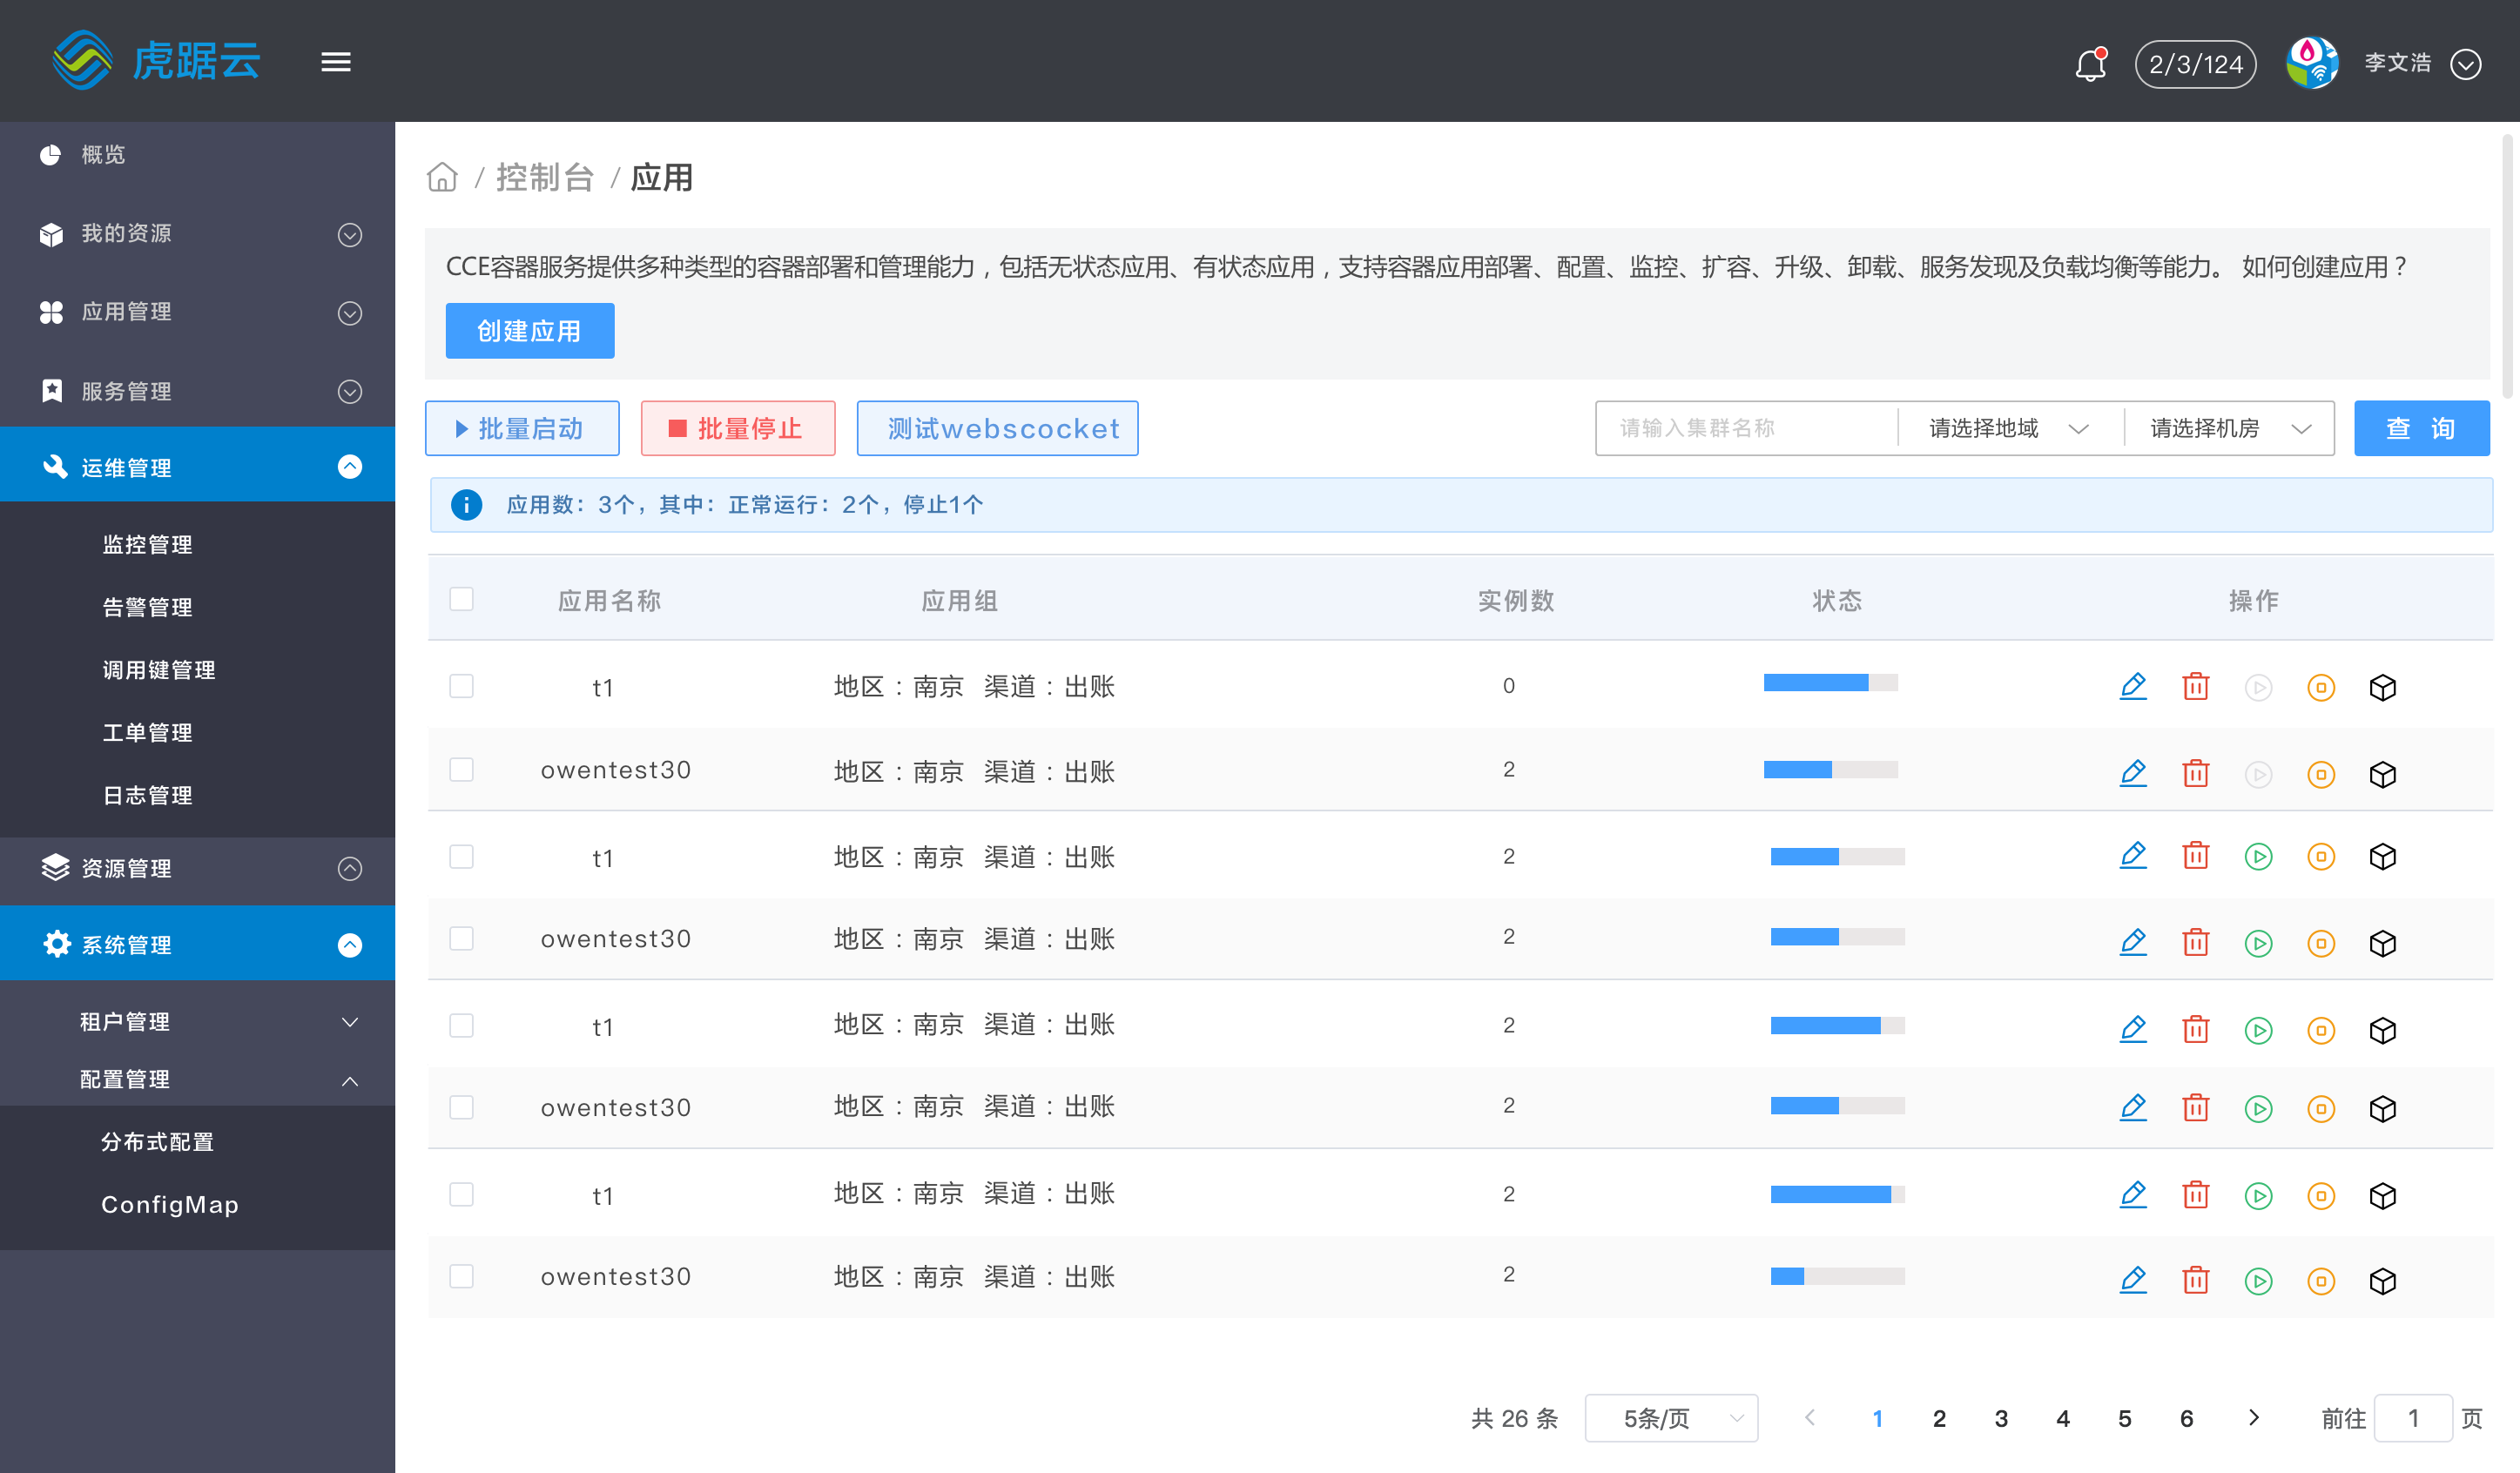 虎踞云
2/3/124 李文浩
概览
我的资源
应用管理
服务管理
运维管理
监控管理
告警管理
调用键管理
工单管理
日志管理
资源管理
系统管理
租户管理
配置管理
分布式配置
ConfigMap
/ 控制台 / 应用
CCE容器服务提供多种类型的容器部署和管理能力，包括无状态应用、有状态应用，支持容器应用部署、配置、监控、扩容、升级、卸载、服务发现及负载均衡等能力。 如何创建应用？
创建应用
批量启动 批量停止 测试webscocket 请输入集群名称 请选择地域 请选择机房 查 询
应用数：3个，其中：正常运行：2个，停止1个
应用名称 应用组 实例数 状态 操作
t1 地区：南京 渠道：出账 0
owentest30 地区：南京 渠道：出账 2
t1 地区：南京 渠道：出账 2
owentest30 地区：南京 渠道：出账 2
t1 地区：南京 渠道：出账 2
owentest30 地区：南京 渠道：出账 2
t1 地区：南京 渠道：出账 2
owentest30 地区：南京 渠道：出账 2
共 26 条 5条/页 1 2 3 4 5 6 前往 1 页